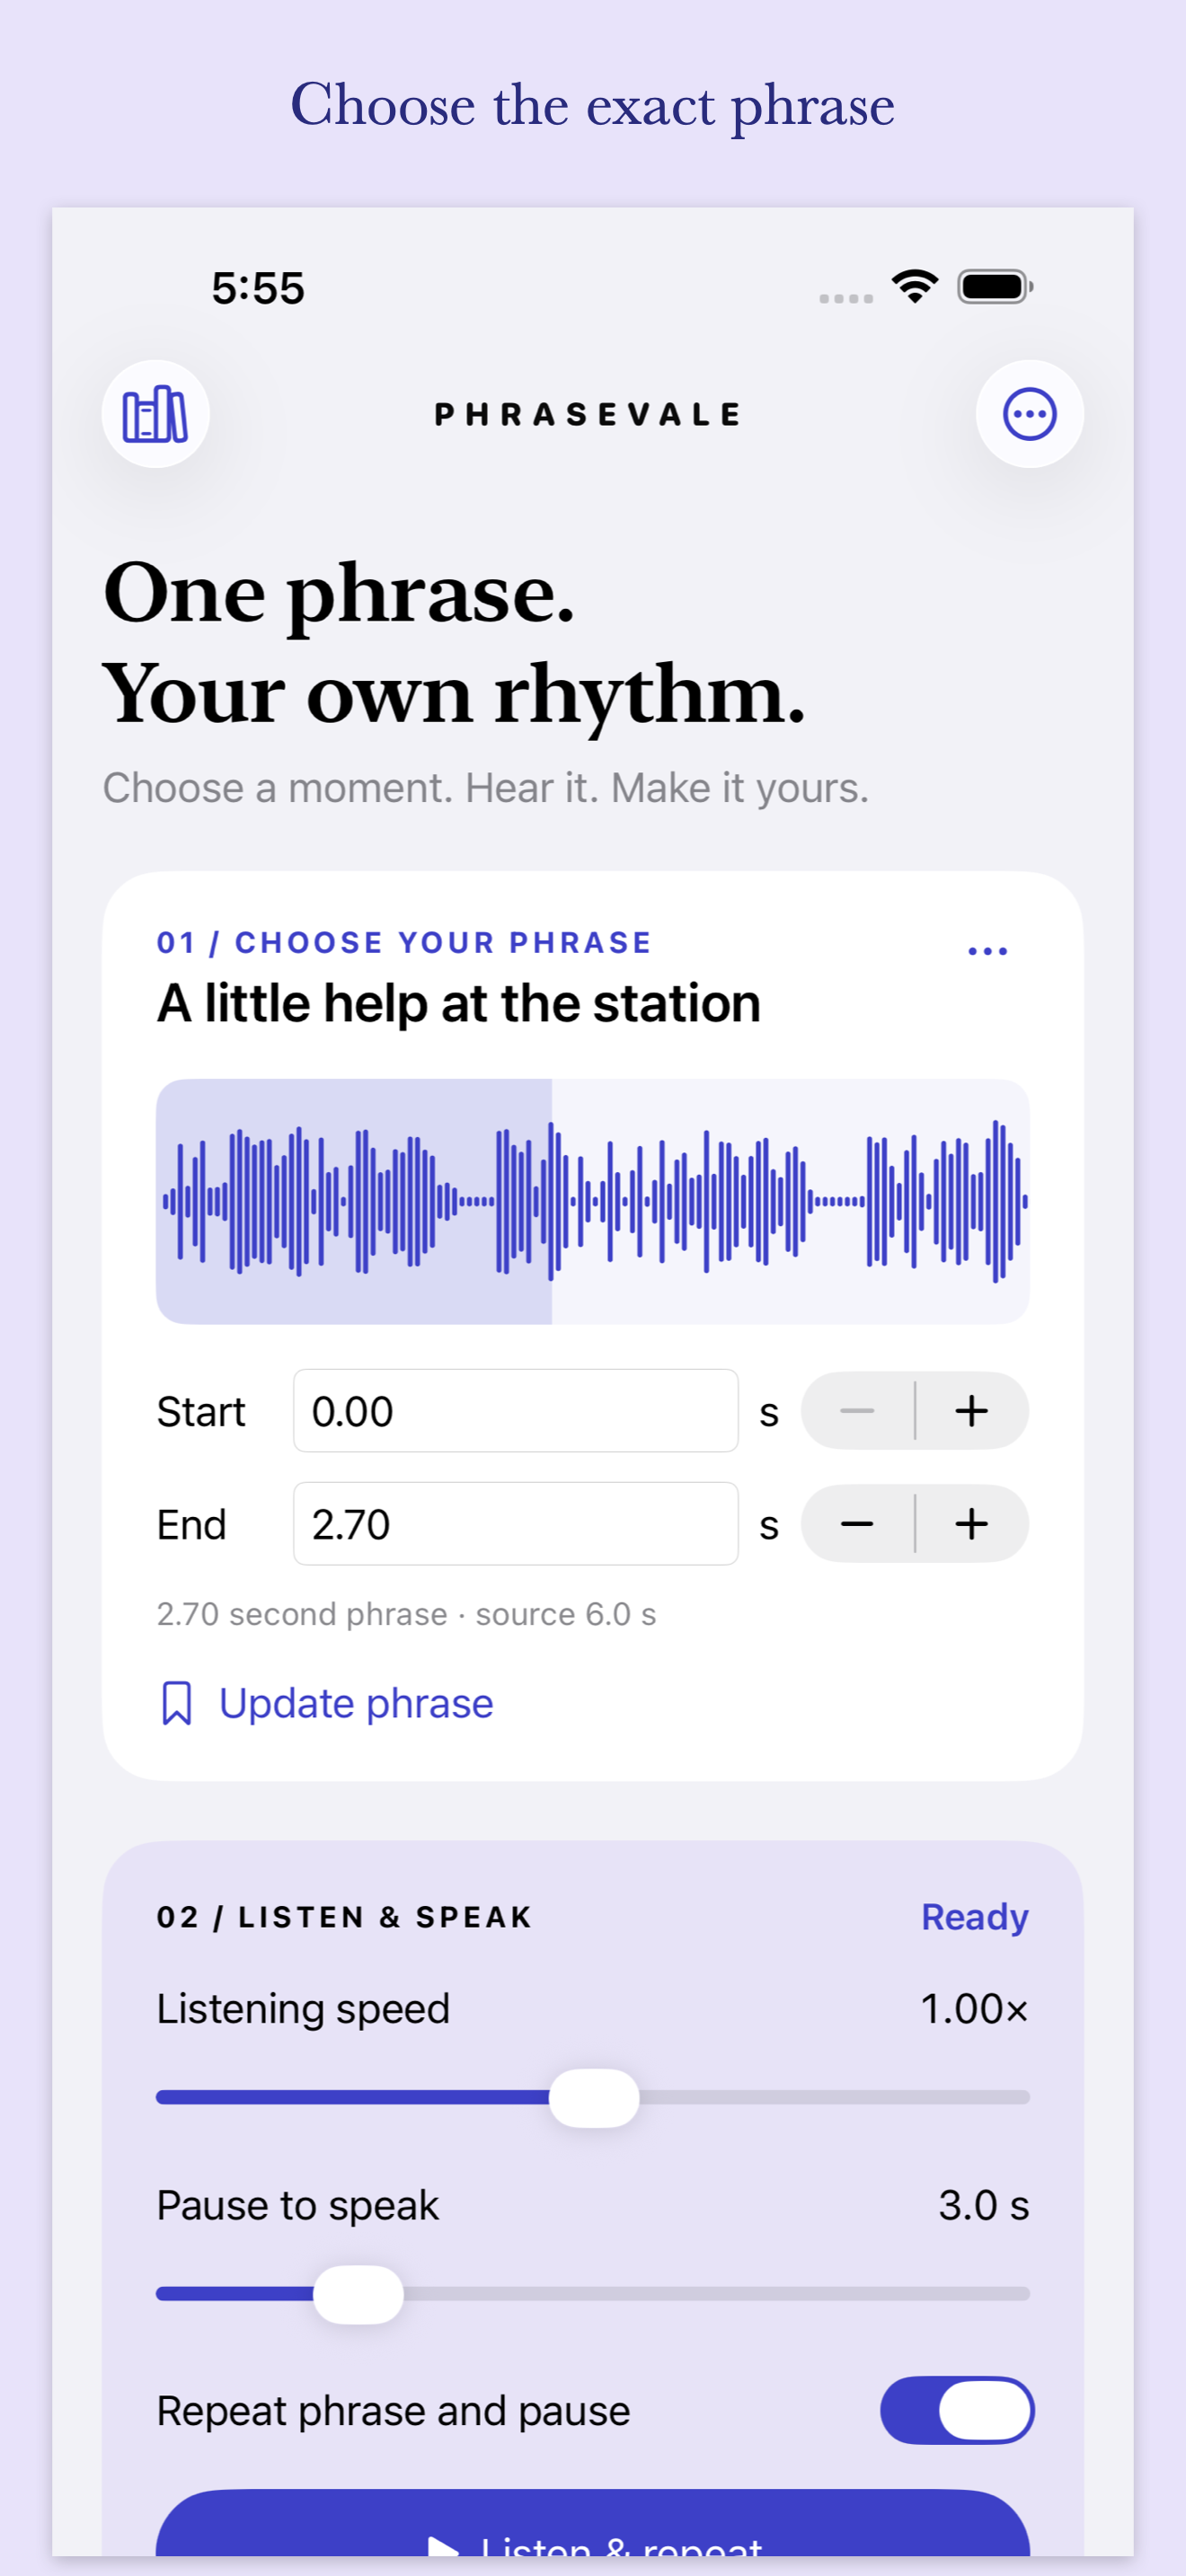 Choose the exact phrase
5:55
PHRASEVALE
One phrase.
Your own rhythm.
Choose a moment. Hear it. Make it yours.
01 / CHOOSE YOUR PHRASE
A little help at the station
Start 0.00 s
End 2.70 s
2.70 second phrase · source 6.0 s
Update phrase
02 / LISTEN & SPEAK Ready
Listening speed 1.00×
Pause to speak 3.0 s
Repeat phrase and pause
Listen & repeat